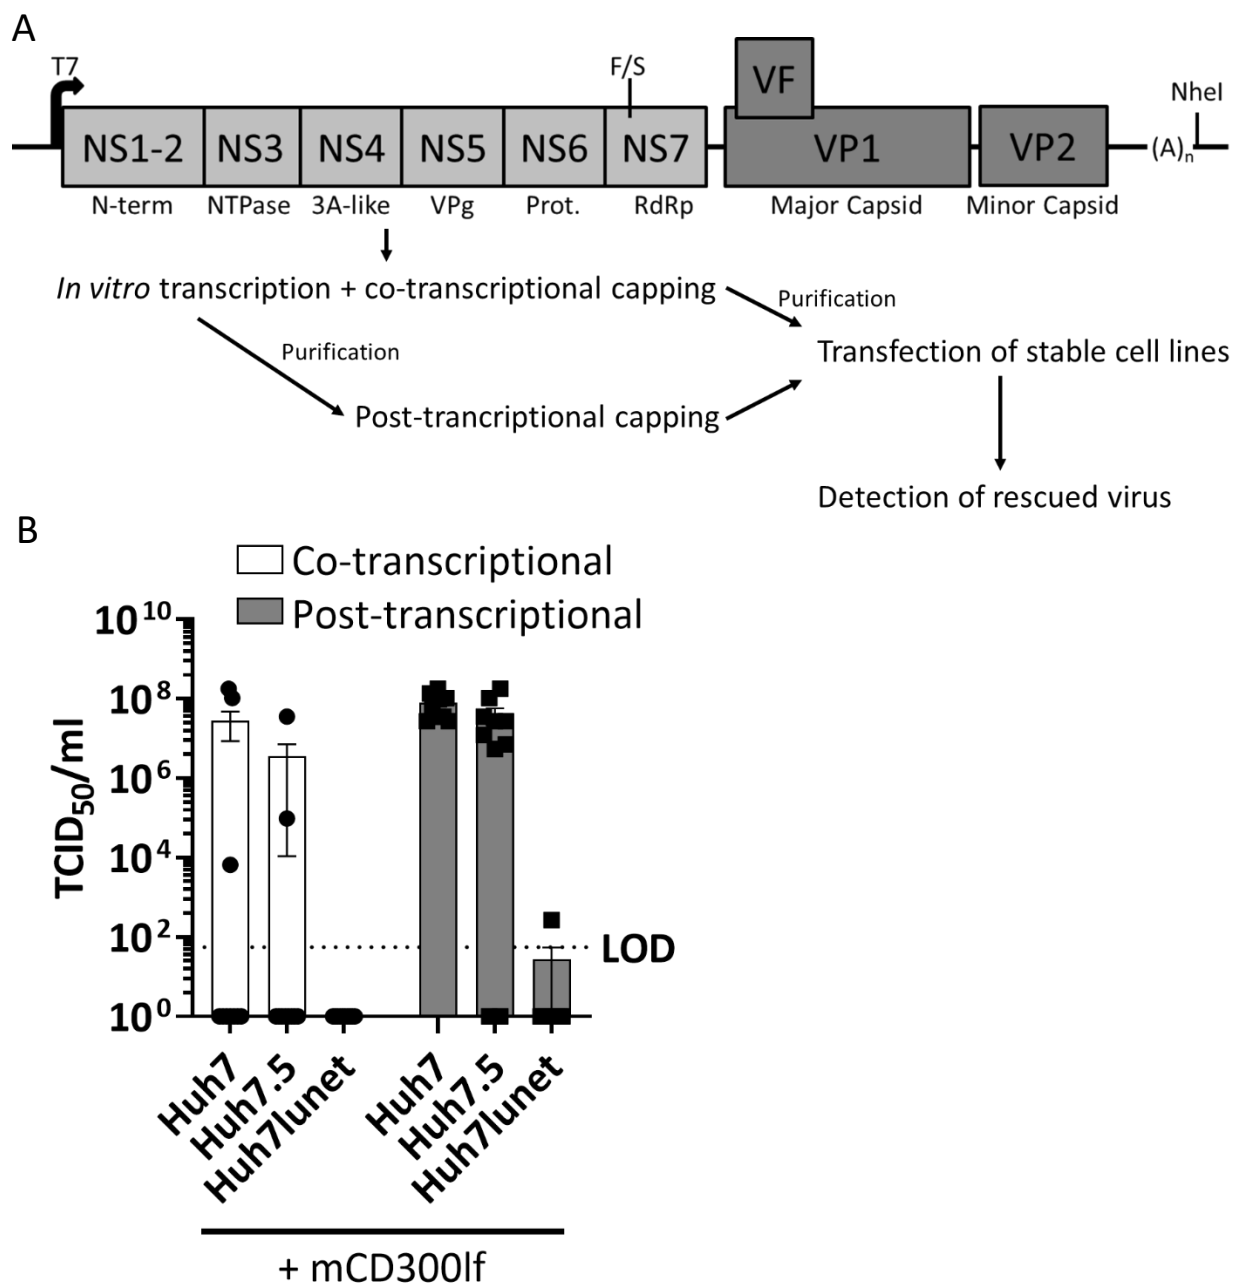 A
T7
F/S
VF
NheI
NS1-2 NS3 NS4 NS5 NS6 NS7 VP1 VP2 (A)n
N-term NTPase 3A-like VPg Prot. RdRp Major Capsid Minor Capsid
In vitro transcription + co-transcriptional capping
Purification
Purification
Transfection of stable cell lines
Post-trancriptional capping
Detection of rescued virus
B
Co-transcriptional
Post-transcriptional
10^10
10^8
10^6
10^4
10^2
10^0
TCID50/ml
LOD
Huh7
Huh7.5
Huh7lunet
Huh7
Huh7.5
Huh7lunet
+ mCD300lf